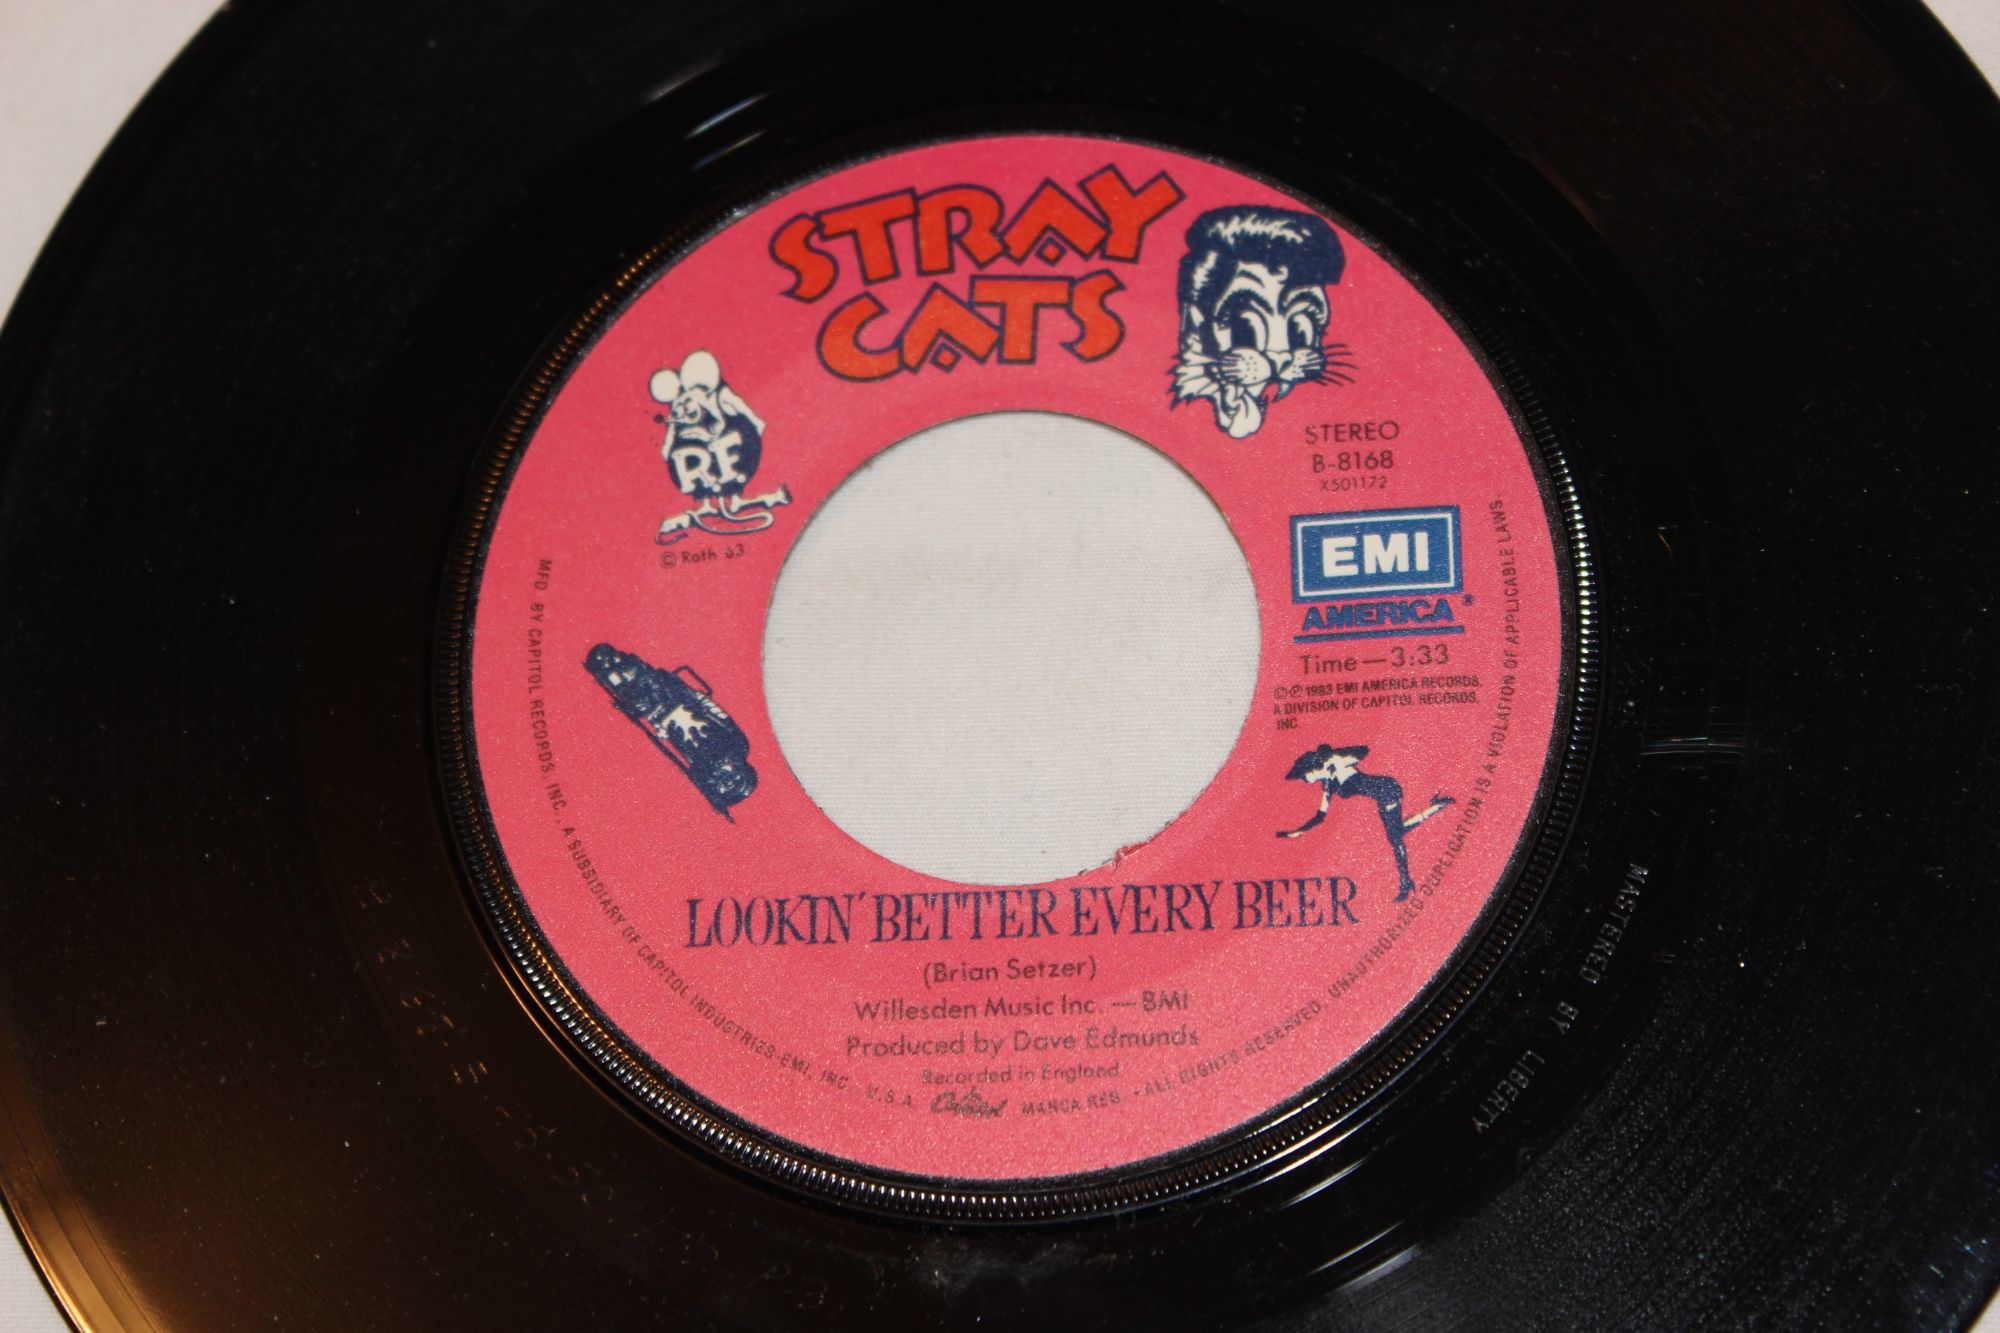 STRAY
CATS
R.F.
© Roth 63
STEREO
B-8168
X501172
EMI
AMERICA®
Time—3:33
©℗ 1983 EMI AMERICA RECORDS,
A DIVISION OF CAPITOL RECORDS,
INC.
LOOKIN' BETTER EVERY BEER
(Brian Setzer)
Willesden Music Inc.—BMI
Produced by Dave Edmunds
Recorded in England
MFD. BY CAPITOL RECORDS, INC., A SUBSIDIARY OF CAPITOL INDUSTRIES-EMI, INC. U.S.A. Capitol MARCA REG. • ALL RIGHTS RESERVED. UNAUTHORIZED DUPLICATION IS A VIOLATION OF APPLICABLE LAWS.
MASTERED BY LIBERTY